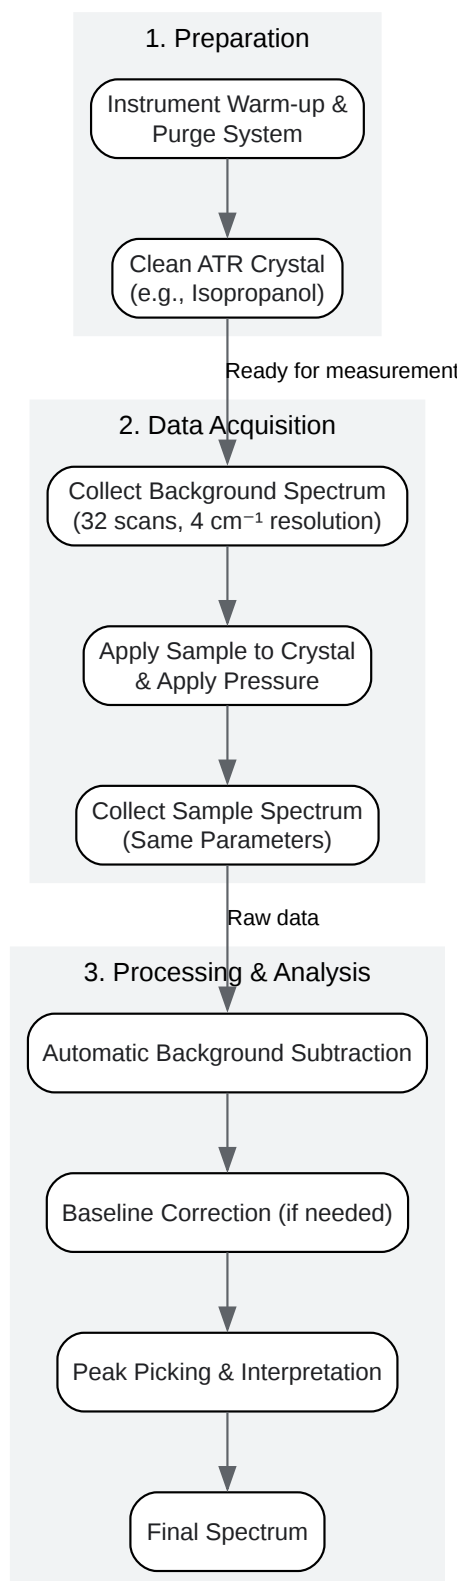 1. Preparation
Instrument Warm-up &
Purge System
Clean ATR Crystal
(e.g., Isopropanol)
Ready for measurement
2. Data Acquisition
Collect Background Spectrum
(32 scans, 4 cm⁻¹ resolution)
Apply Sample to Crystal
& Apply Pressure
Collect Sample Spectrum
(Same Parameters)
Raw data
3. Processing & Analysis
Automatic Background Subtraction
Baseline Correction (if needed)
Peak Picking & Interpretation
Final Spectrum